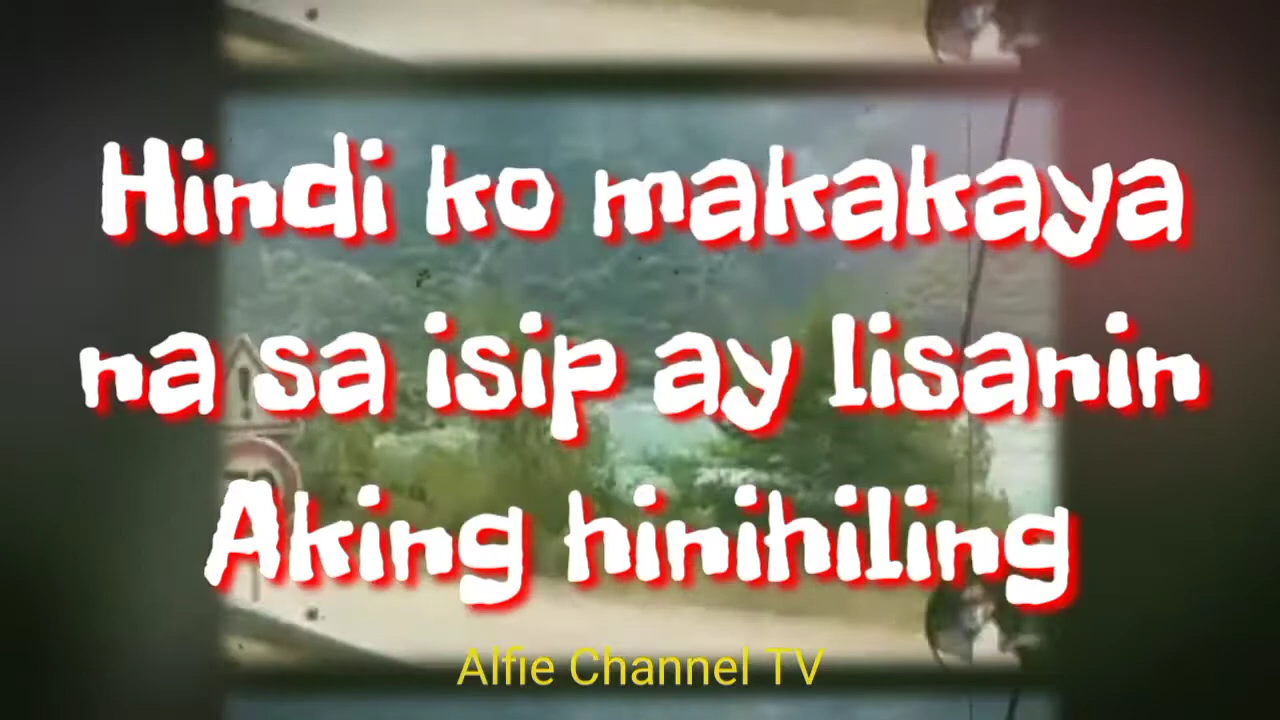 Hindi ko makakaya
na sa isip ay lisanin
Aking hinihiling
Alfie Channel TV